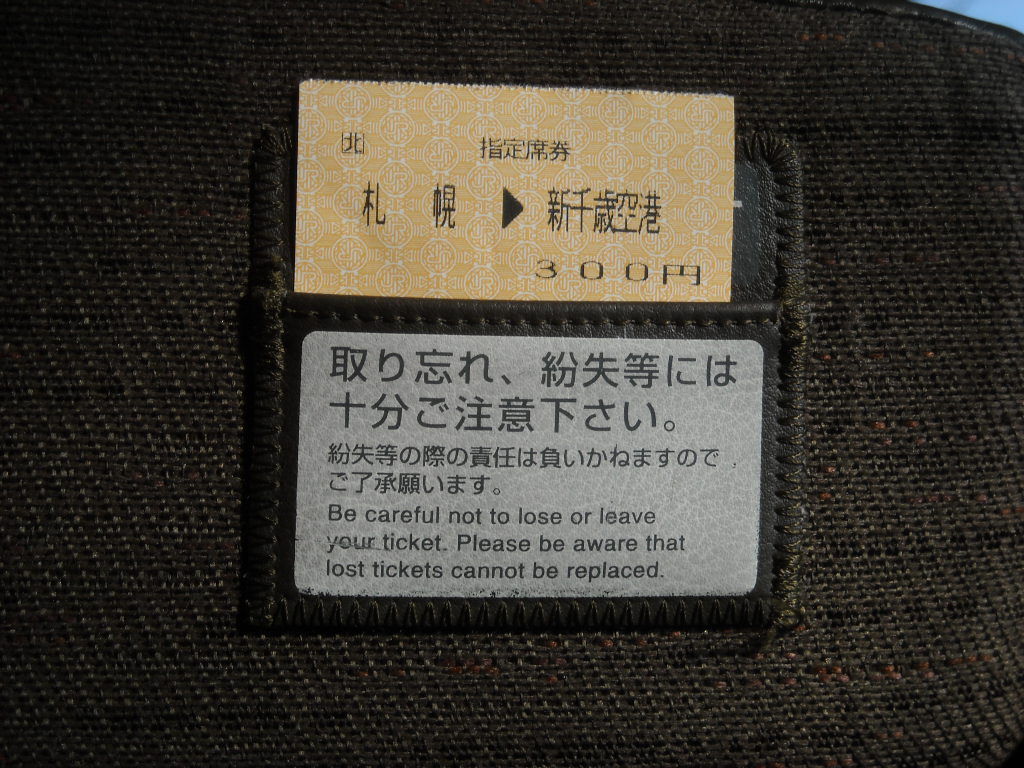 北 指定席券
札幌▶新千歳空港
300円
取り忘れ、紛失等には
十分ご注意下さい。
紛失等の際の責任は負いかねますので
ご了承願います。
Be careful not to lose or leave
your ticket. Please be aware that
lost tickets cannot be replaced.